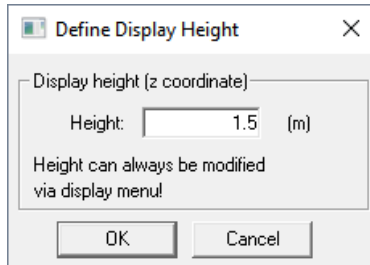 Define Display Height
Display height (z coordinate)
Height: 1.5 (m)
Height can always be modified
via display menu!
OK Cancel